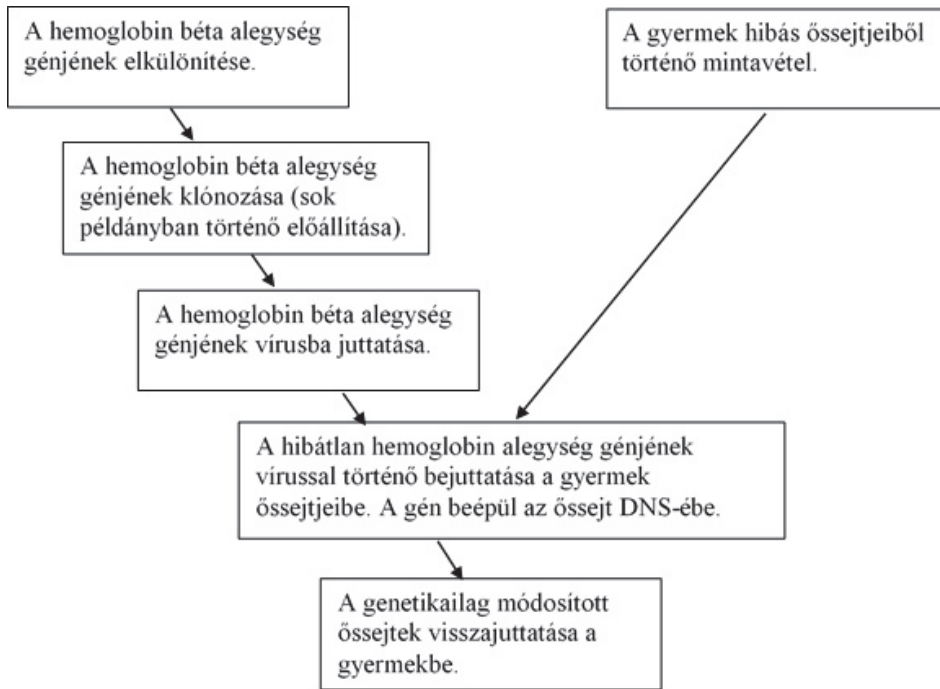 A hemoglobin béta alegység
génjének elkülönítése.
A gyermek hibás őssejtjeiből
történő mintavétel.
A hemoglobin béta alegység
génjének klónozása (sok
példányban történő előállítása).
A hemoglobin béta alegység
génjének vírusba juttatása.
A hibátlan hemoglobin alegység génjének
vírussal történő bejuttatása a gyermek
őssejtjeibe. A gén beépül az őssejt DNS-ébe.
A genetikailag módosított
őssejtek visszajuttatása a
gyermekbe.